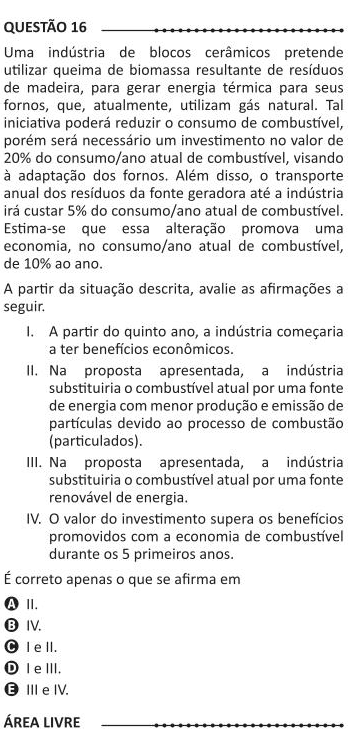 QUESTÃO 16
Uma indústria de blocos cerâmicos pretende
utilizar queima de biomassa resultante de resíduos
de madeira, para gerar energia térmica para seus
fornos, que, atualmente, utilizam gás natural. Tal
iniciativa poderá reduzir o consumo de combustível,
porém será necessário um investimento no valor de
20% do consumo/ano atual de combustível, visando
à adaptação dos fornos. Além disso, o transporte
anual dos resíduos da fonte geradora até a indústria
irá custar 5% do consumo/ano atual de combustível.
Estima-se que essa alteração promova uma
economia, no consumo/ano atual de combustível,
de 10% ao ano.
A partir da situação descrita, avalie as afirmações a
seguir.
I. A partir do quinto ano, a indústria começaria
a ter benefícios econômicos.
II. Na proposta apresentada, a indústria
substituiria o combustível atual por uma fonte
de energia com menor produção e emissão de
partículas devido ao processo de combustão
(particulados).
III. Na proposta apresentada, a indústria
substituiria o combustível atual por uma fonte
renovável de energia.
IV. O valor do investimento supera os benefícios
promovidos com a economia de combustível
durante os 5 primeiros anos.
É correto apenas o que se afirma em
A II.
B IV.
C I e II.
D I e III.
E III e IV.
ÁREA LIVRE